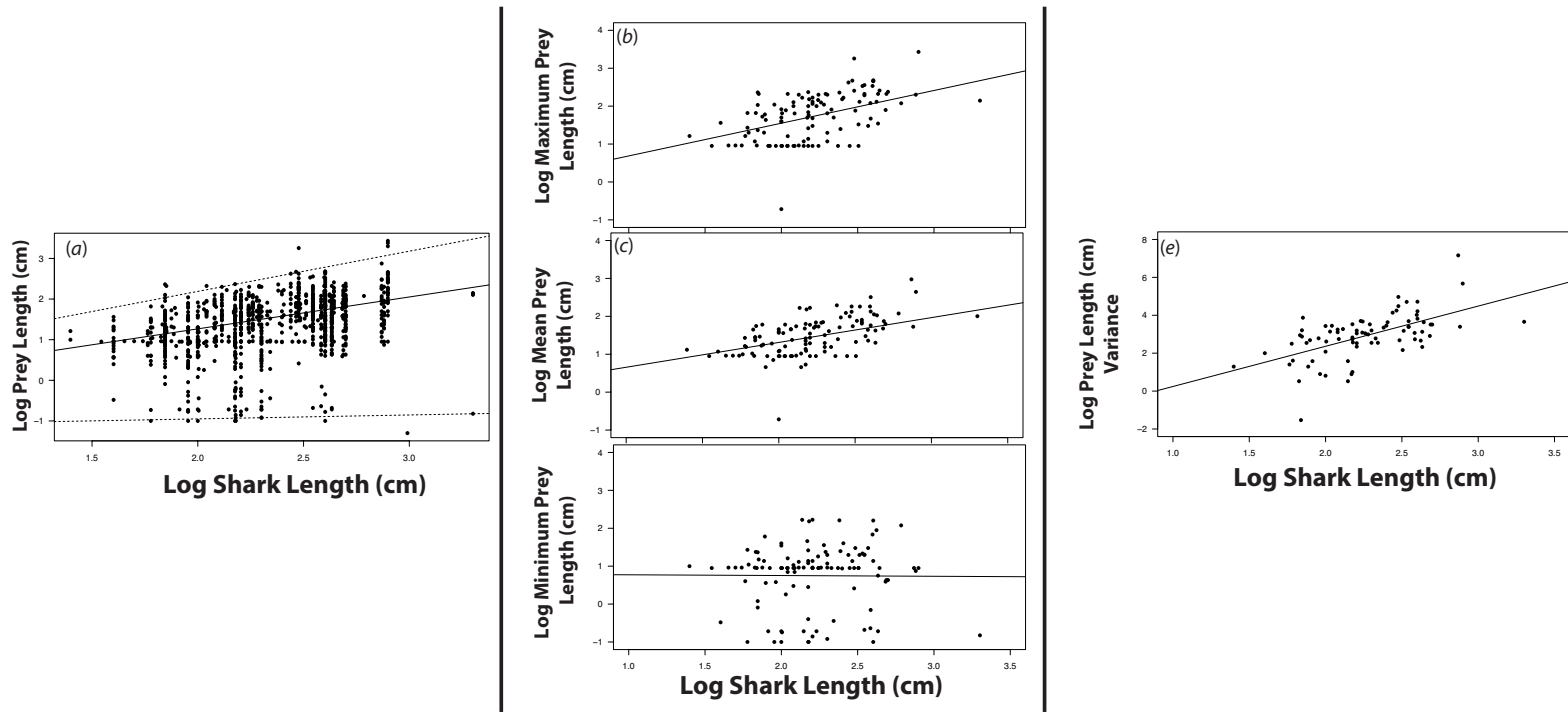 (a)
Log Prey Length (cm)
3
2
1
0
−1
1.5 2.0 2.5 3.0
Log Shark Length (cm)
(b)
Log Maximum Prey
Length (cm)
4
3
2
1
0
−1
(c)
Log Mean Prey
Length (cm)
4
3
2
1
0
−1
Log Minimum Prey
Length (cm)
4
3
2
1
0
−1
1.0 1.5 2.0 2.5 3.0 3.5
Log Shark Length (cm)
(e)
Log Prey Length (cm)
Variance
8
6
4
2
0
−2
1.0 1.5 2.0 2.5 3.0 3.5
Log Shark Length (cm)